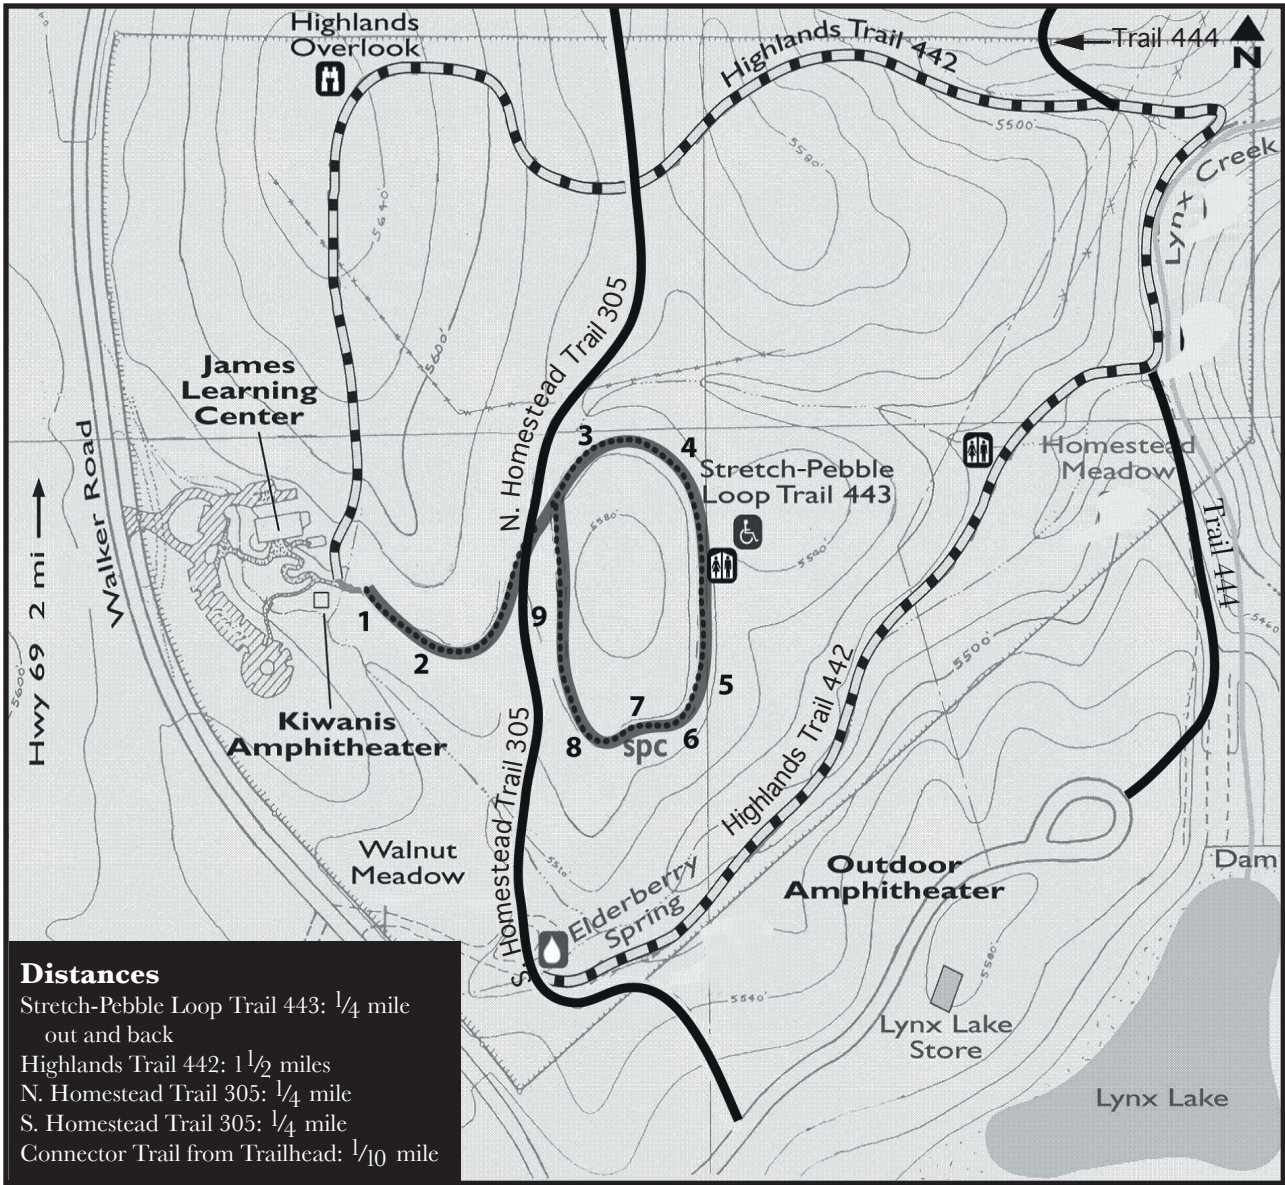 Highlands
Overlook
Highlands Trail 442
Trail 444
N
5500'
5580'
Lynx Creek
5640'
5600'
N. Homestead Trail 305
James
Learning
Center
Walker Road
Hwy 69 2 mi
5600'
3
4
Stretch-Pebble
Loop Trail 443
5580'
5540'
Homestead
Meadow
Trail 444
5460
1
2
9
5
7
8
spc
6
5500'
Kiwanis
Amphitheater
S. Homestead Trail 305
Highlands Trail 442
Walnut
Meadow
5510'
Elderberry
Spring
Outdoor
Amphitheater
Dam
5540'
5580'
Lynx Lake
Store
Lynx Lake
Distances
Stretch-Pebble Loop Trail 443: 1/4 mile
out and back
Highlands Trail 442: 1 1/2 miles
N. Homestead Trail 305: 1/4 mile
S. Homestead Trail 305: 1/4 mile
Connector Trail from Trailhead: 1/10 mile